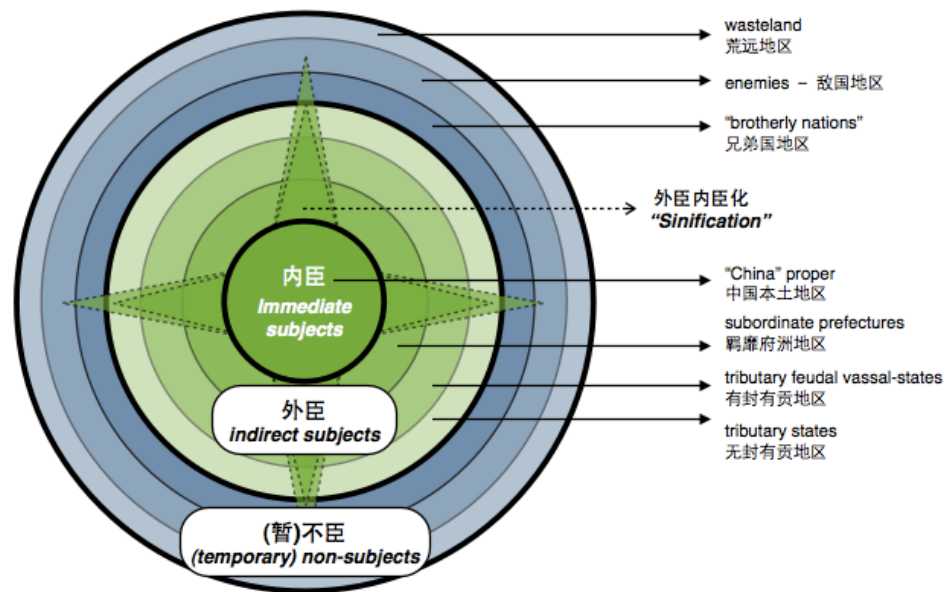 wasteland
荒远地区
enemies – 敌国地区
“brotherly nations”
兄弟国地区
外臣内臣化
“Sinification”
内臣
Immediate
subjects
“China” proper
中国本土地区
subordinate prefectures
羁靡府洲地区
tributary feudal vassal-states
有封有贡地区
tributary states
无封有贡地区
外臣
indirect subjects
(暂)不臣
(temporary) non-subjects